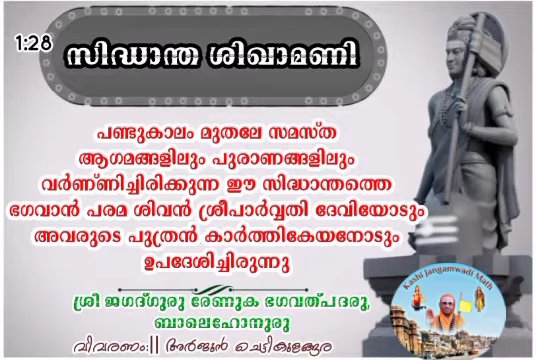 1:28
സിദ്ധാന്ത ശിഖാമണി
പണ്ടുകാലം മുതലേ സമസ്ത
ആഗമങ്ങളിലും പുരാണങ്ങളിലും
വർണ്ണിച്ചിരിക്കുന്ന ഈ സിദ്ധാന്തത്തെ
ഭഗവാൻ പരമ ശിവൻ ശ്രീപാർവ്വതി ദേവിയോടും
അവരുടെ പുത്രൻ കാർത്തികേയനോടും
ഉപദേശിച്ചിരുന്നു
ശ്രീ ജഗദ്ഗുരു രേണുക ഭഗവത്പദരു,
ബാലെഹോന്നുരു
വിവരണം:|| അർജുൻ ചെട്ടികുളങ്ങര
Kashi Jangamwadi Math